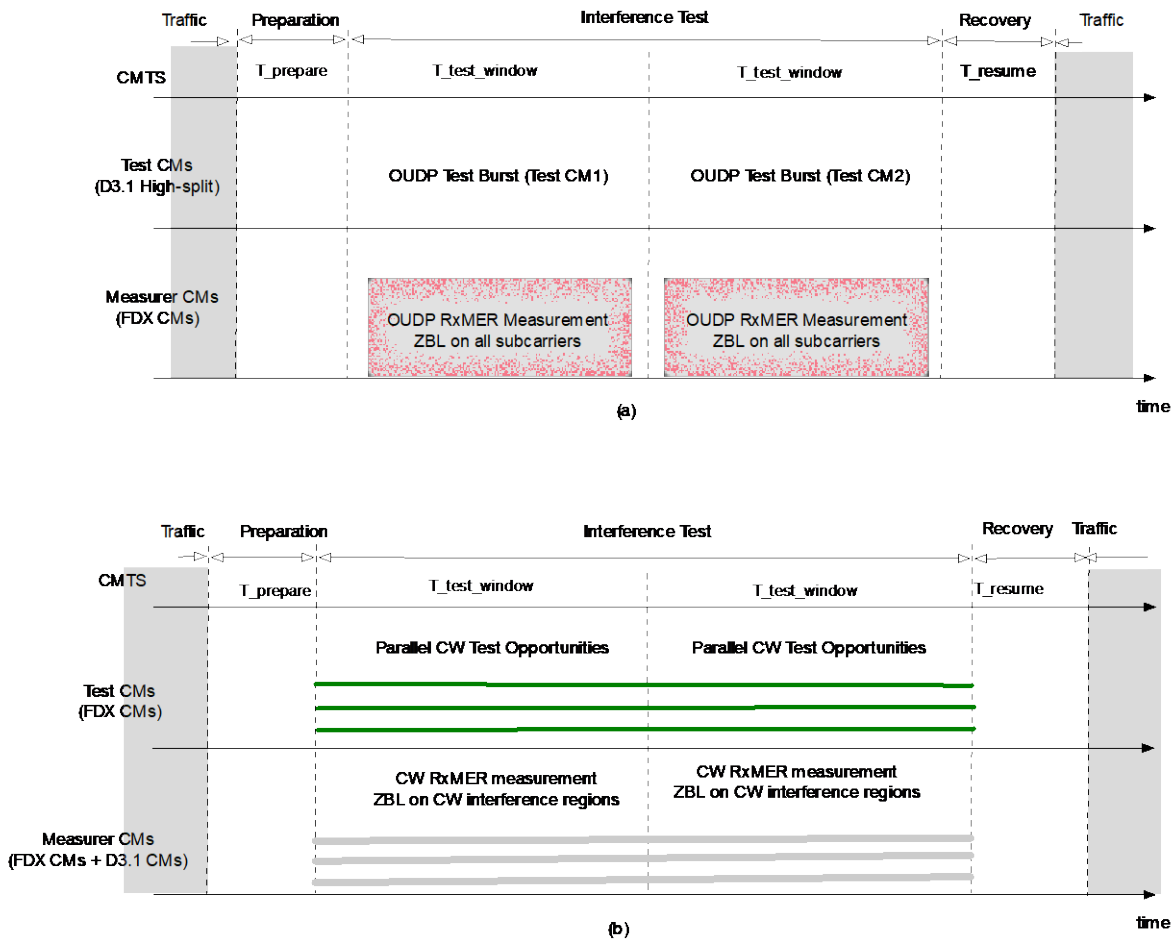 Traffic Preparation Interference Test Recovery Traffic
T_prepare T_test_window T_test_window T_resume
CMTS
Test CMs
(D3.1 High-split)
OUDP Test Burst (Test CM1) OUDP Test Burst (Test CM2)
Measurer CMs
(FDX CMs)
OUDP RxMER Measurement
ZBL on all subcarriers
OUDP RxMER Measurement
ZBL on all subcarriers
(a)
time
Traffic Preparation Interference Test Recovery Traffic
CMTS
T_prepare T_test_window T_test_window T_resume
Parallel CW Test Opportunities Parallel CW Test Opportunities
Test CMs
(FDX CMs)
CW RxMER measurement
ZBL on CW interference regions
CW RxMER measurement
ZBL on CW interference regions
Measurer CMs
(FDX CMs + D3.1 CMs)
time
(b)